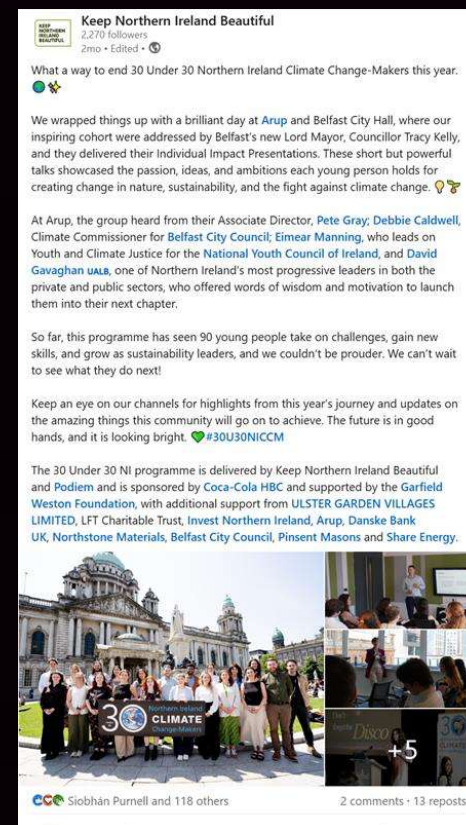 KEEP
NORTHERN
IRELAND
BEAUTIFUL
Keep Northern Ireland Beautiful
2,270 followers
2mo • Edited •
What a way to end 30 Under 30 Northern Ireland Climate Change-Makers this year.
🌍✨
We wrapped things up with a brilliant day at Arup and Belfast City Hall, where our
inspiring cohort were addressed by Belfast's new Lord Mayor, Councillor Tracy Kelly,
and they delivered their Individual Impact Presentations. These short but powerful
talks showcased the passion, ideas, and ambitions each young person holds for
creating change in nature, sustainability, and the fight against climate change. 💡🌱
At Arup, the group heard from their Associate Director, Pete Gray; Debbie Caldwell,
Climate Commissioner for Belfast City Council; Eimear Manning, who leads on
Youth and Climate Justice for the National Youth Council of Ireland, and David
Gavaghan UALB, one of Northern Ireland's most progressive leaders in both the
private and public sectors, who offered words of wisdom and motivation to launch
them into their next chapter.
So far, this programme has seen 90 young people take on challenges, gain new
skills, and grow as sustainability leaders, and we couldn't be prouder. We can't wait
to see what they do next!
Keep an eye on our channels for highlights from this year's journey and updates on
the amazing things this community will go on to achieve. The future is in good
hands, and it is looking bright. 💚#30U30NICCM
The 30 Under 30 NI programme is delivered by Keep Northern Ireland Beautiful
and Podiem and is sponsored by Coca-Cola HBC and supported by the Garfield
Weston Foundation, with additional support from ULSTER GARDEN VILLAGES
LIMITED, LFT Charitable Trust, Invest Northern Ireland, Arup, Danske Bank
UK, Northstone Materials, Belfast City Council, Pinsent Masons and Share Energy.
30 Northern Ireland
CLIMATE
Change-Makers
Disco
30
+5
Siobhán Purnell and 118 others
2 comments • 13 reposts